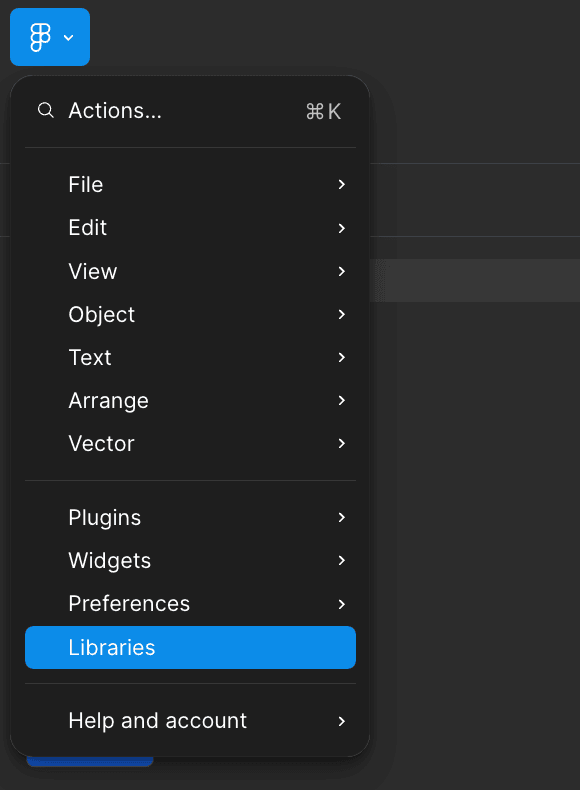 Actions...
⌘K
File
Edit
View
Object
Text
Arrange
Vector
Plugins
Widgets
Preferences
Libraries
Help and account